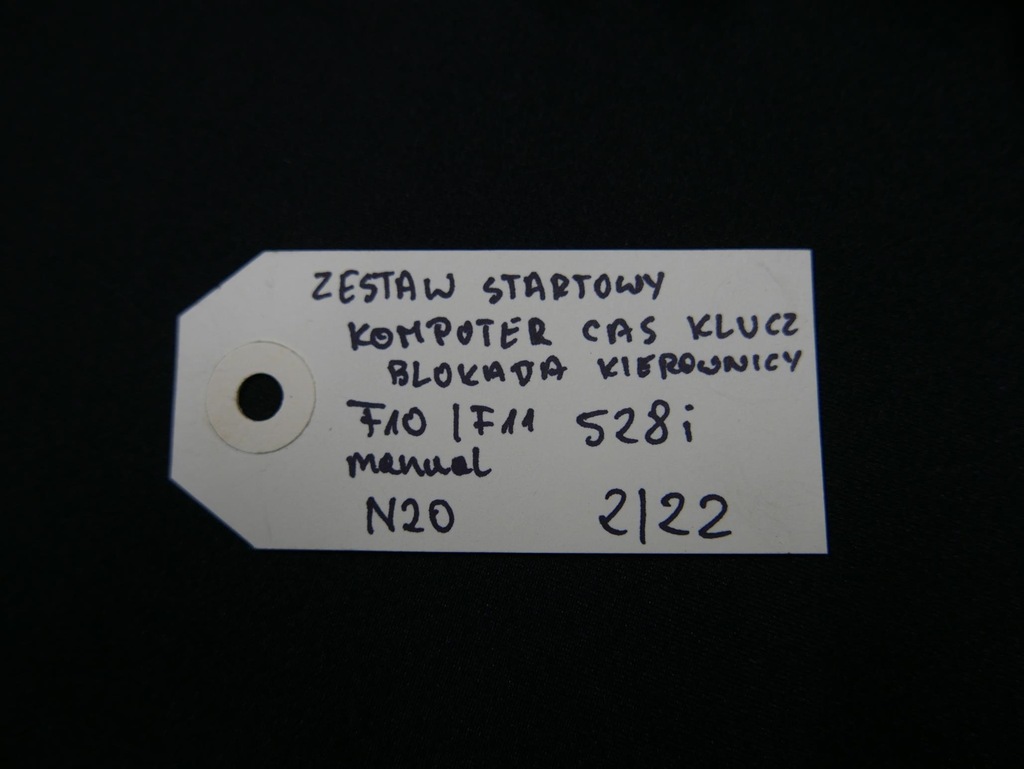 ZESTAW STARTOWY
KOMPOTER CAS KLUCZ
BLOKADA KIEROWNICY
F10 / F11 528i
manual
N20 2/22